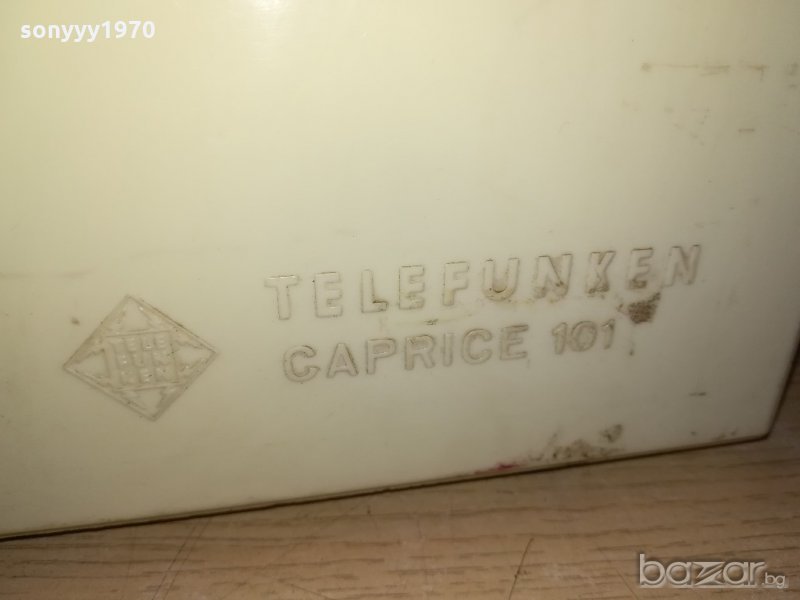 sonyyy1970
TELEFUNKEN
CAPRICE 101
bazar.bg